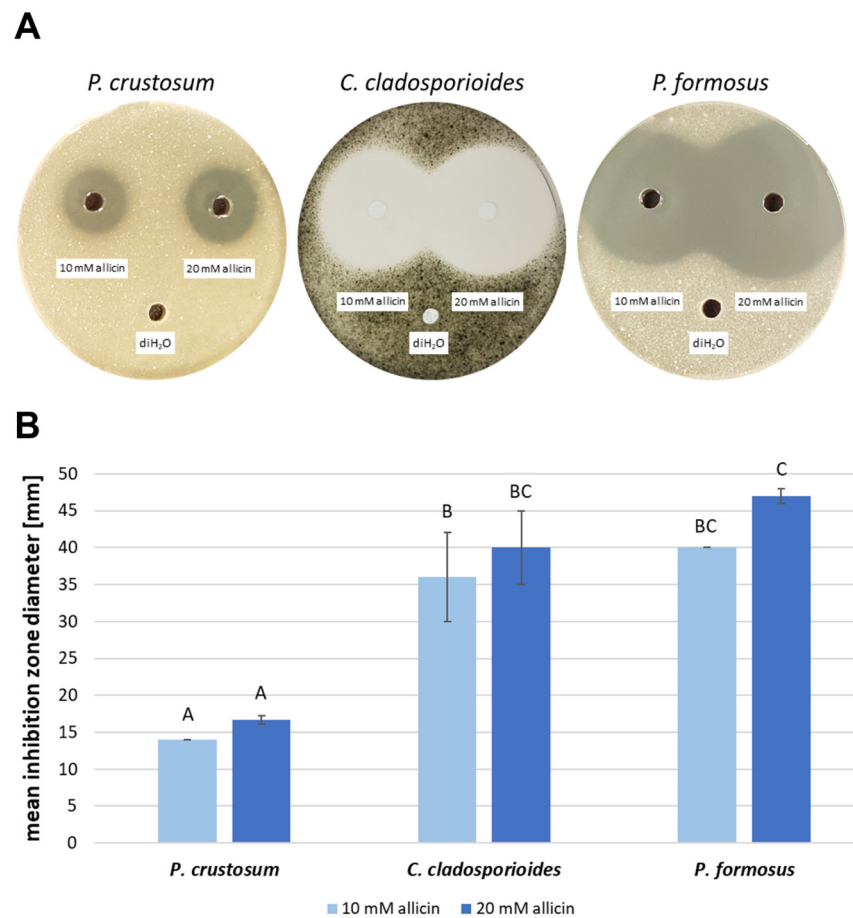 A
P. crustosum
C. cladosporioides
P. formosus
10 mM allicin
20 mM allicin
diH₂O
10 mM allicin
20 mM allicin
diH₂O
10 mM allicin
20 mM allicin
diH₂O
B
mean inhibition zone diameter [mm]
50
45
40
35
30
25
20
15
10
5
0
A
A
B
BC
BC
C
P. crustosum
C. cladosporioides
P. formosus
10 mM allicin
20 mM allicin